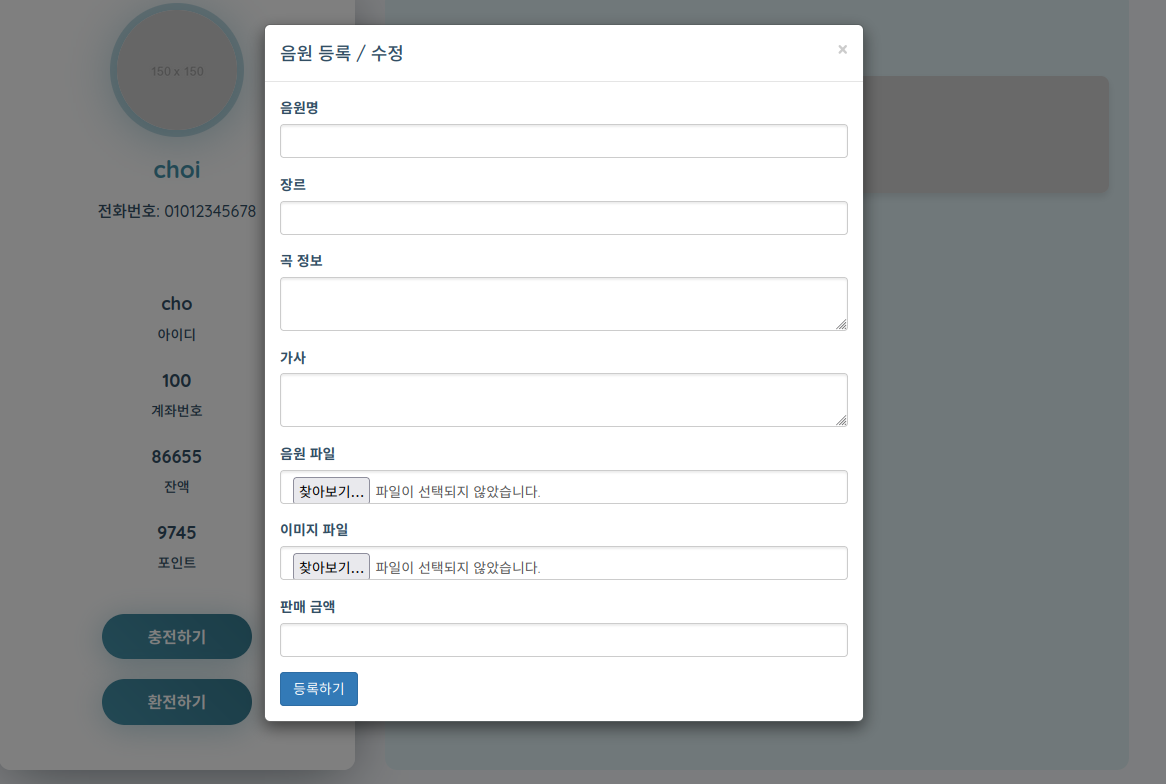 150 x 150
choi
전화번호: 01012345678
cho
아이디
100
계좌번호
86655
잔액
9745
포인트
충전하기
환전하기
음원 등록 / 수정
×
음원명
장르
곡 정보
가사
음원 파일
찾아보기... 파일이 선택되지 않았습니다.
이미지 파일
찾아보기... 파일이 선택되지 않았습니다.
판매 금액
등록하기